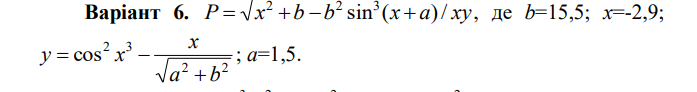 Варіант 6. P = √x² + b − b² sin³(x + a) / xy, де b=15,5; x=-2,9;
y = cos² x³ − x / √a² + b² ; a=1,5.